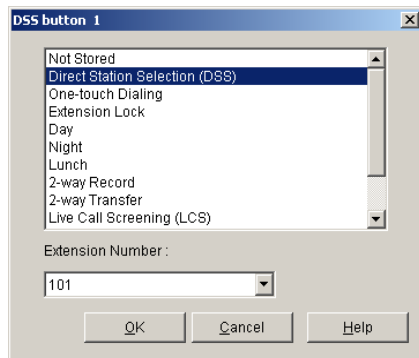 DSS button 1
Not Stored
Direct Station Selection (DSS)
One-touch Dialing
Extension Lock
Day
Night
Lunch
2-way Record
2-way Transfer
Live Call Screening (LCS)
Extension Number :
101
OK Cancel Help